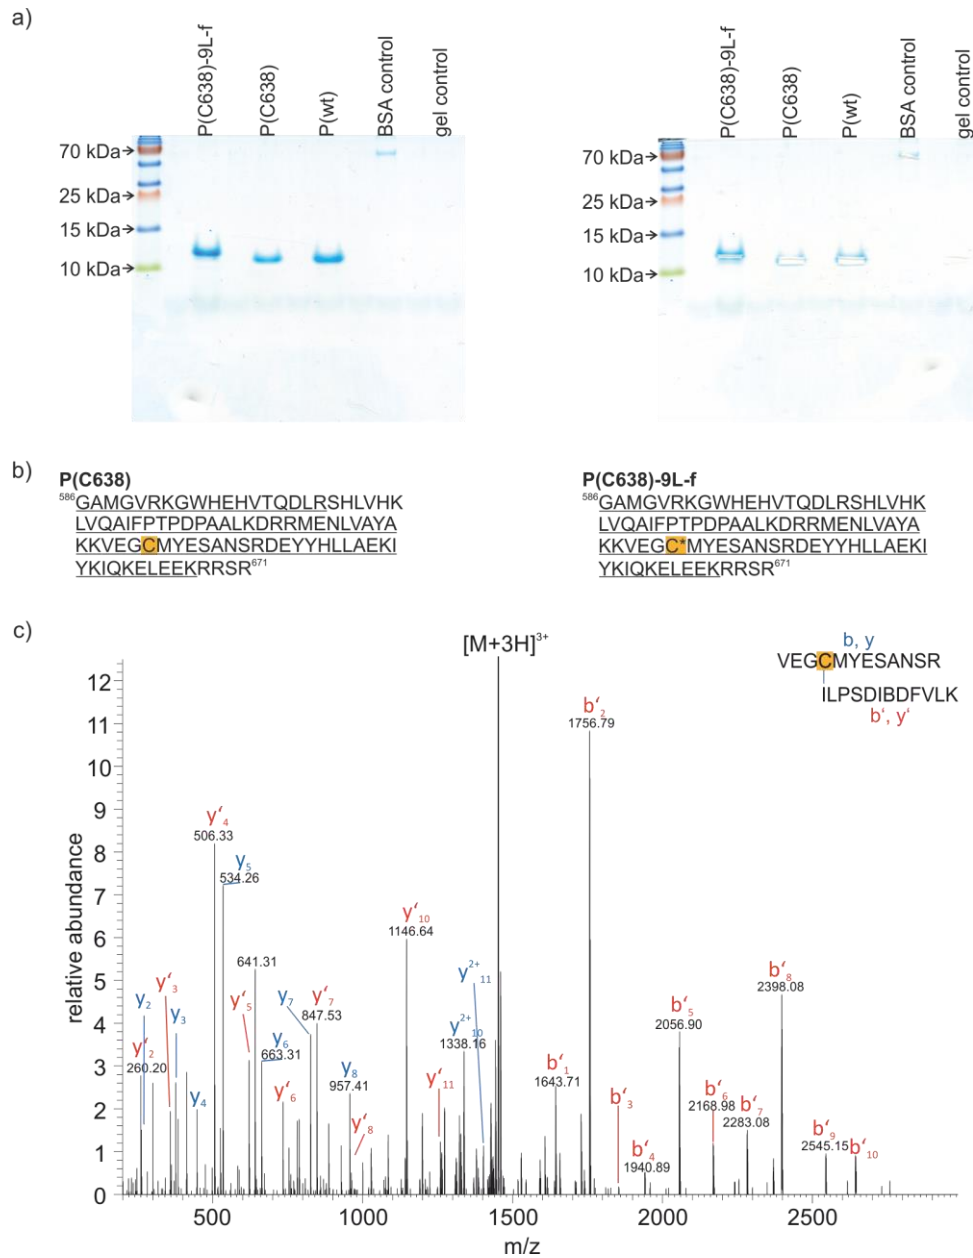 a)
P(C638)-9L-f
P(C638)
P(wt)
BSA control
gel control
70 kDa→
25 kDa→
15 kDa→
10 kDa→
P(C638)-9L-f
P(C638)
P(wt)
BSA control
gel control
70 kDa→
25 kDa→
15 kDa→
10 kDa→
b)
P(C638)
586GAMGVRKGWHEHVTQDLRSHLVHK
LVQAIFPTPDPAALKDRRMENLVAYA
KKVEGCMYESANSRDEYYHLLAEKI
YKIQKELEEKRRSR671
P(C638)-9L-f
586GAMGVRKGWHEHVTQDLRSHLVHK
LVQAIFPTPDPAALKDRRMENLVAYA
KKVEGC*MYESANSRDEYYHLLAEKI
YKIQKELEEKRRSR671
c)
[M+3H]3+
b, y
VEGCMYESANSR
ILPSDIBDFVLK
b‘, y‘
relative abundance
12
11
10
9
8
7
6
5
4
3
2
1
0
y‘2
260.20
y2
y‘3
y3
y4
y‘4
506.33
y5
534.26
y‘5
641.31
y6
663.31
y‘6
y7
y‘7
847.53
y8
957.41
y‘8
y‘10
1146.64
y‘11
y2+10
1338.16
y2+11
b‘1
1643.71
b‘2
1756.79
b‘3
b‘4
1940.89
b‘5
2056.90
b‘6
2168.98
b‘7
2283.08
b‘8
2398.08
b‘9
2545.15
b‘10
500
1000
1500
2000
2500
m/z